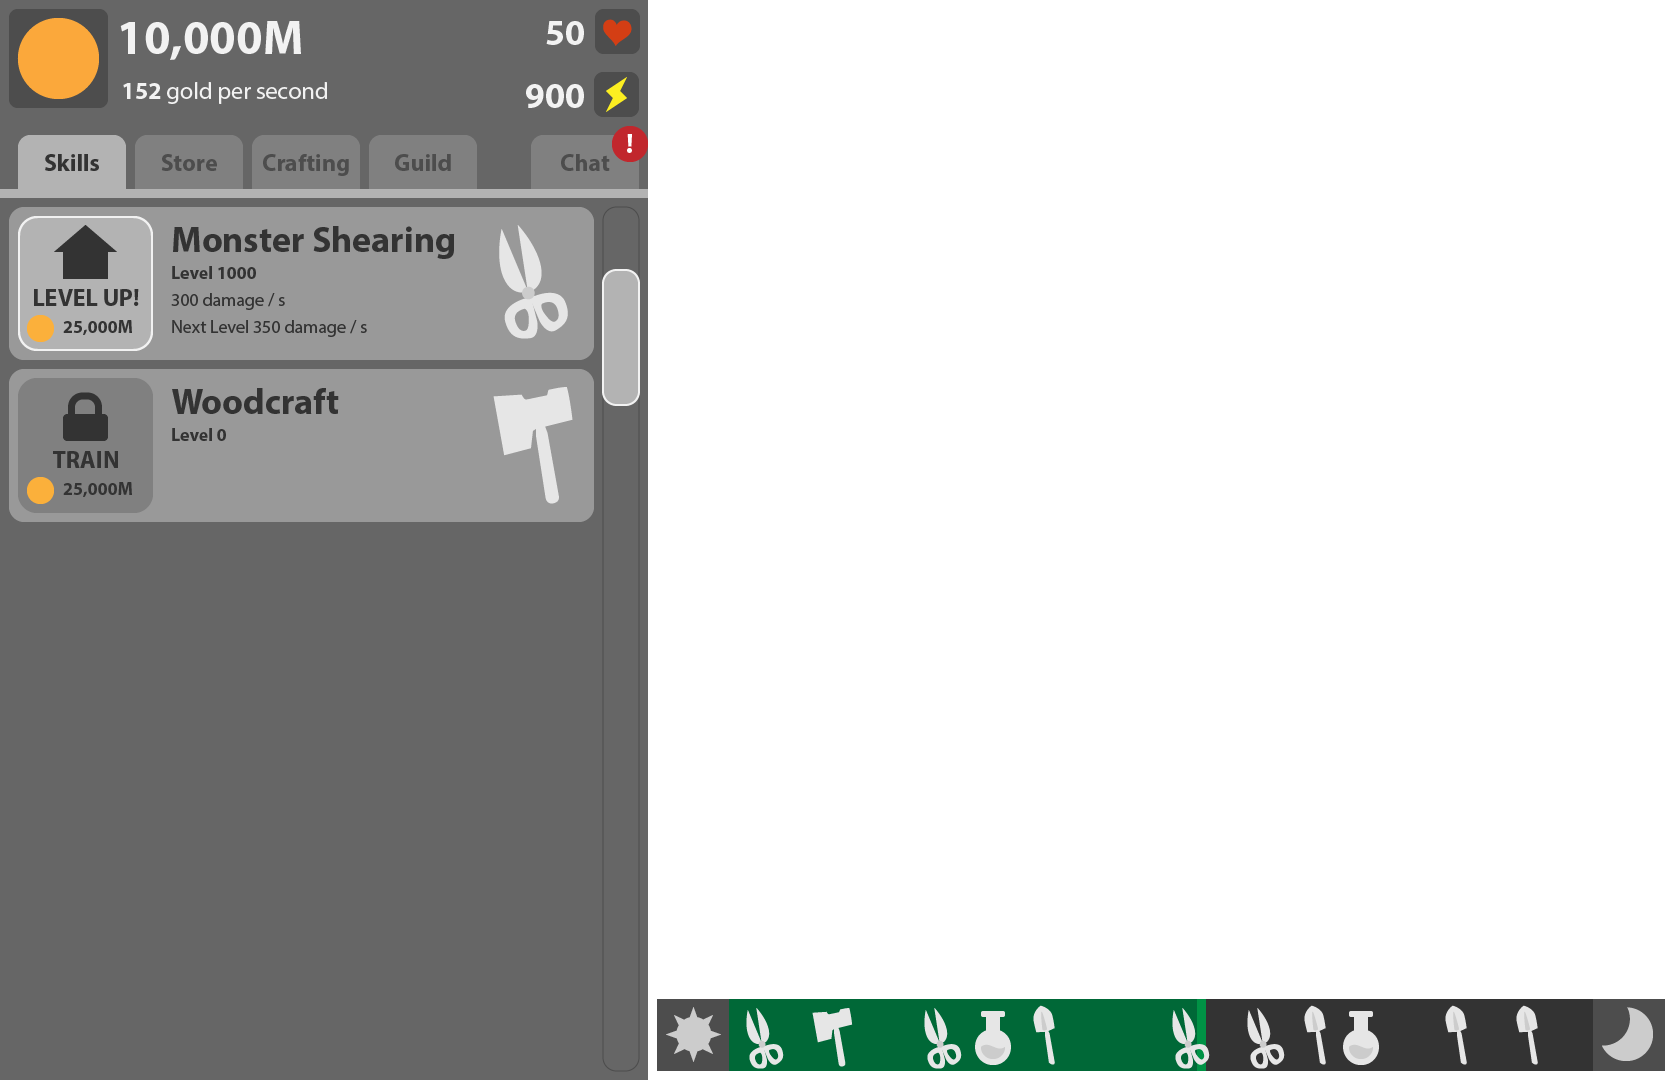 10,000M
152 gold per second
50
900
Skills
Store
Crafting
Guild
Chat
!
Monster Shearing
Level 1000
300 damage / s
Next Level 350 damage / s
LEVEL UP!
25,000M
Woodcraft
Level 0
TRAIN
25,000M